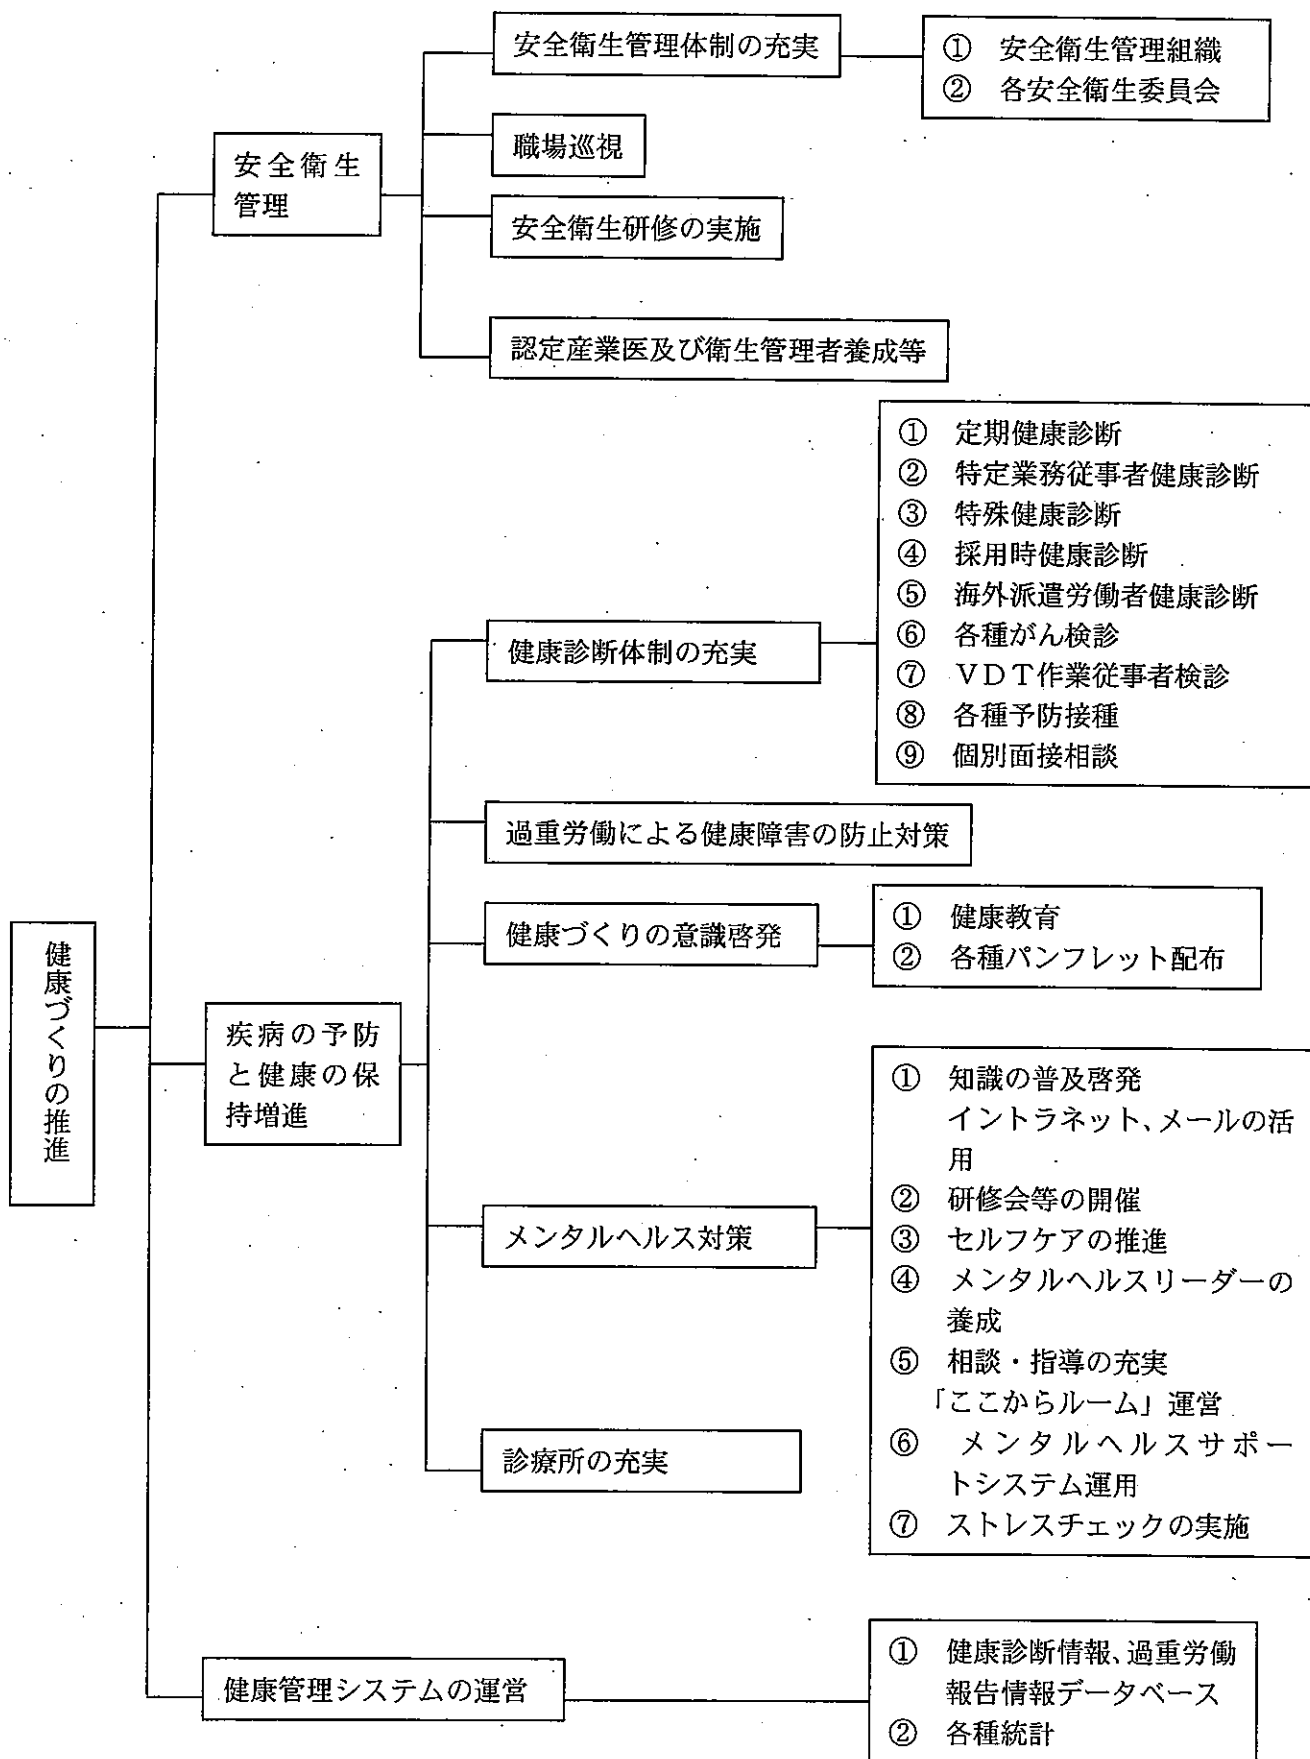 安全衛生管理体制の充実
① 安全衛生管理組織
② 各安全衛生委員会
職場巡視
安全衛生
管理
安全衛生研修の実施
認定産業医及び衛生管理者養成等
① 定期健康診断
② 特定業務従事者健康診断
③ 特殊健康診断
④ 採用時健康診断
⑤ 海外派遣労働者健康診断
⑥ 各種がん検診
⑦ VDT作業従事者検診
⑧ 各種予防接種
⑨ 個別面接相談
健康診断体制の充実
過重労働による健康障害の防止対策
健康づくりの意識啓発
① 健康教育
② 各種パンフレット配布
健康づくりの推進
疾病の予防
と健康の保
持増進
① 知識の普及啓発
イントラネット、メールの活
用
② 研修会等の開催
③ セルフケアの推進
④ メンタルヘルスリーダーの
養成
⑤ 相談・指導の充実
「ここからルーム」運営
⑥ メンタルヘルスサポー
トシステム運用
⑦ ストレスチェックの実施
メンタルヘルス対策
診療所の充実
健康管理システムの運営
① 健康診断情報、過重労働
報告情報データベース
② 各種統計